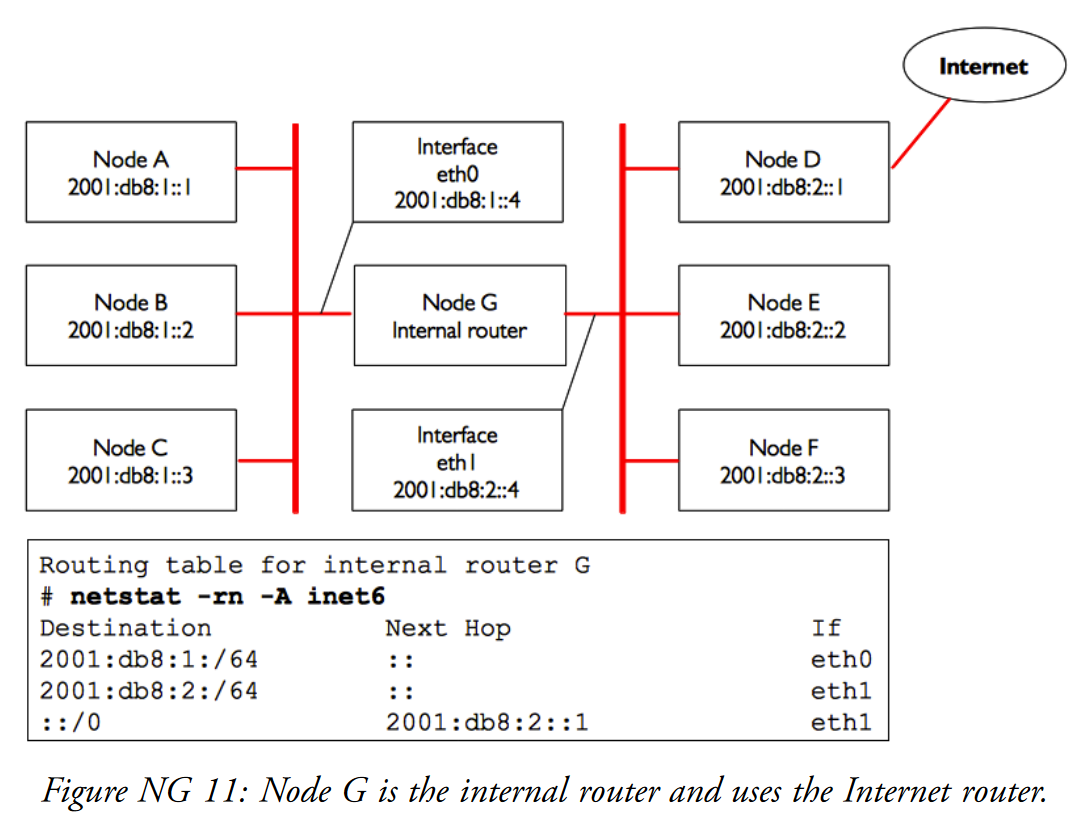 Internet
Node A
2001:db8:1::1
Interface
eth0
2001:db8:1::4
Node D
2001:db8:2::1
Node B
2001:db8:1::2
Node G
Internal router
Node E
2001:db8:2::2
Node C
2001:db8:1::3
Interface
eth1
2001:db8:2::4
Node F
2001:db8:2::3
Routing table for internal router G
# netstat -rn -A inet6
Destination Next Hop If
2001:db8:1:/64 :: eth0
2001:db8:2:/64 :: eth1
::/0 2001:db8:2::1 eth1
Figure NG 11: Node G is the internal router and uses the Internet router.